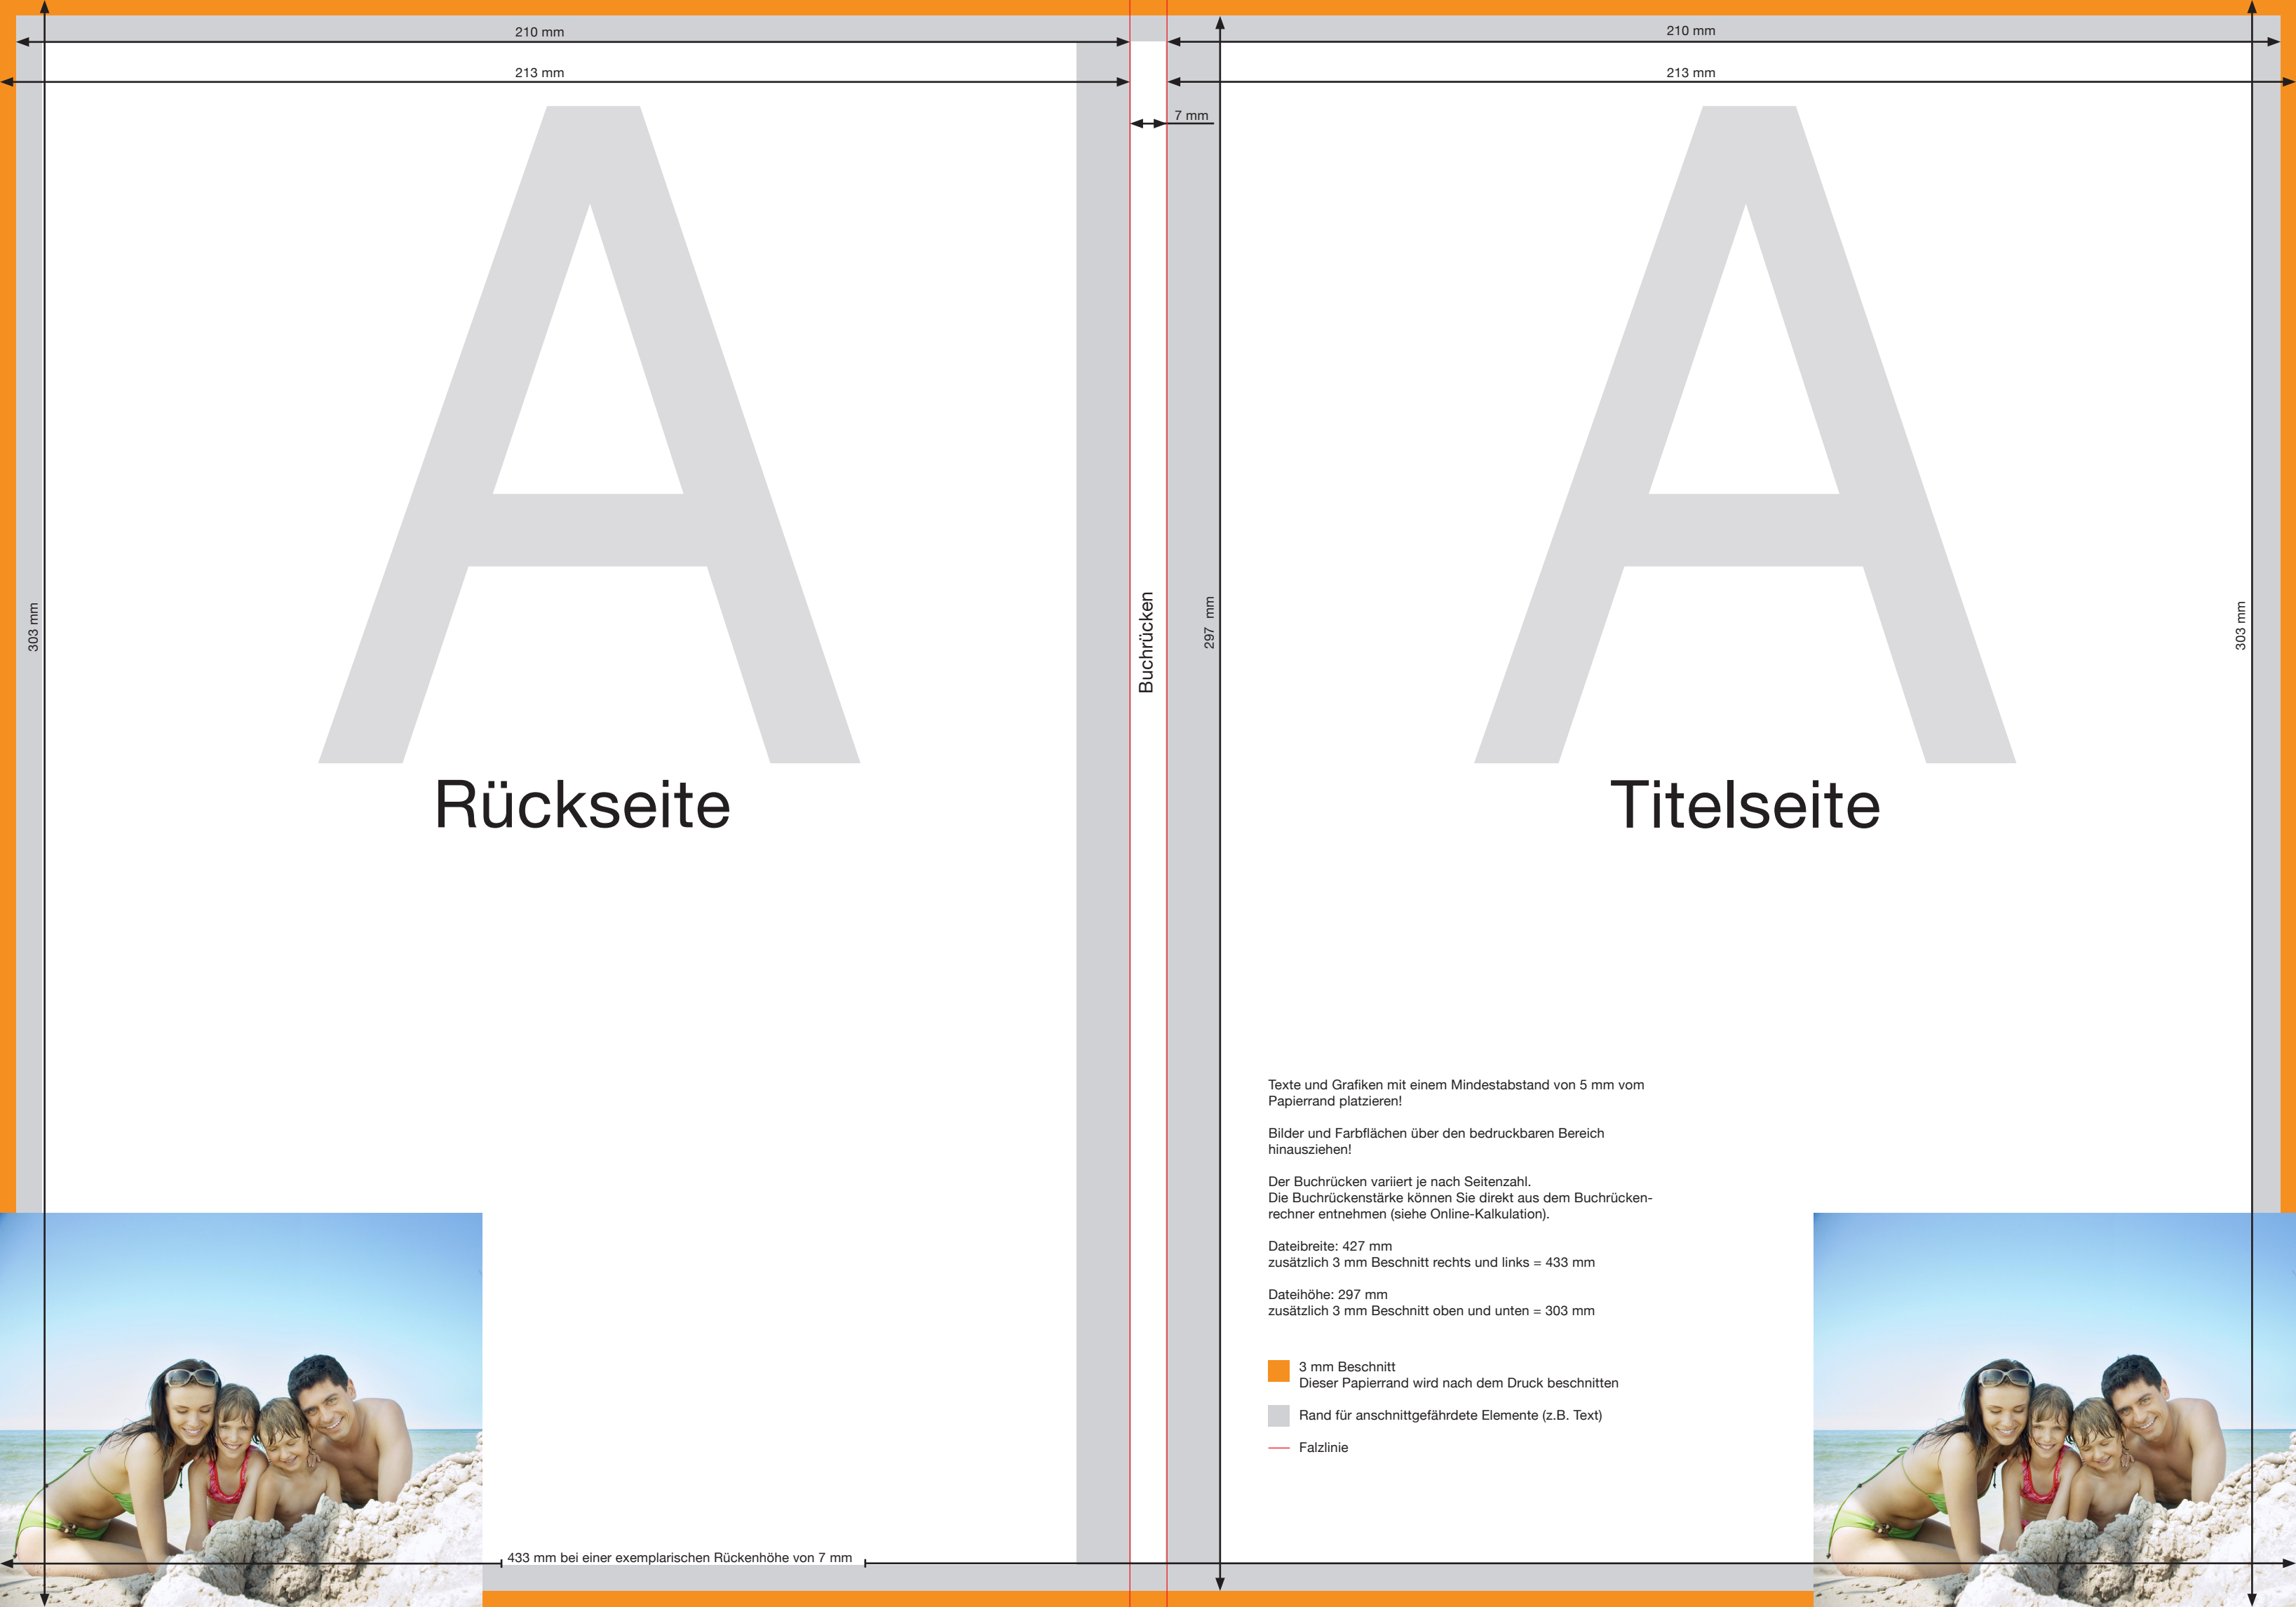 210 mm
210 mm
213 mm
213 mm
7 mm
A
A
303 mm
Buchrücken
297 mm
303 mm
Rückseite
Titelseite
Texte und Grafiken mit einem Mindestabstand von 5 mm vom
Papierrand platzieren!
Bilder und Farbflächen über den bedruckbaren Bereich
hinausziehen!
Der Buchrücken variiert je nach Seitenzahl.
Die Buchrückenstärke können Sie direkt aus dem Buchrücken-
rechner entnehmen (siehe Online-Kalkulation).
Dateibreite: 427 mm
zusätzlich 3 mm Beschnitt rechts und links = 433 mm
Dateihöhe: 297 mm
zusätzlich 3 mm Beschnitt oben und unten = 303 mm
3 mm Beschnitt
Dieser Papierrand wird nach dem Druck beschnitten
Rand für anschnittgefährdete Elemente (z.B. Text)
Falzlinie
433 mm bei einer exemplarischen Rückenhöhe von 7 mm